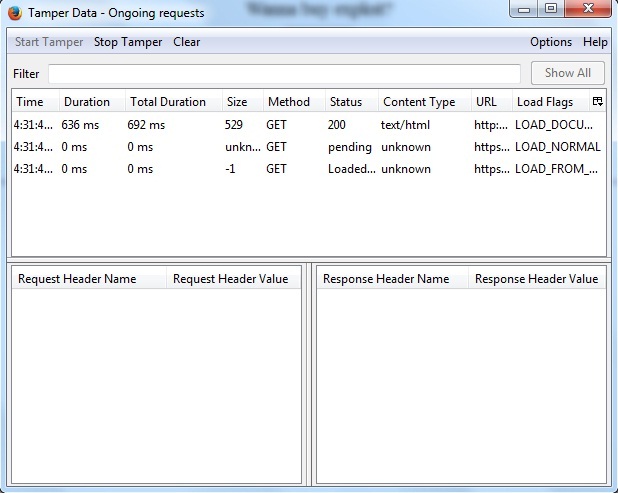 Tamper Data - Ongoing requests
Wanna buy exploit?
Start Tamper Stop Tamper Clear Options Help
Filter Show All
Time Duration Total Duration Size Method Status Content Type URL Load Flags
4:31:4... 636 ms 692 ms 529 GET 200 text/html http:... LOAD_DOCU...
4:31:4... 0 ms 0 ms unkn... GET pending unknown https... LOAD_NORMAL
4:31:4... 0 ms 0 ms -1 GET Loaded... unknown https... LOAD_FROM_...
Request Header Name Request Header Value Response Header Name Response Header Value